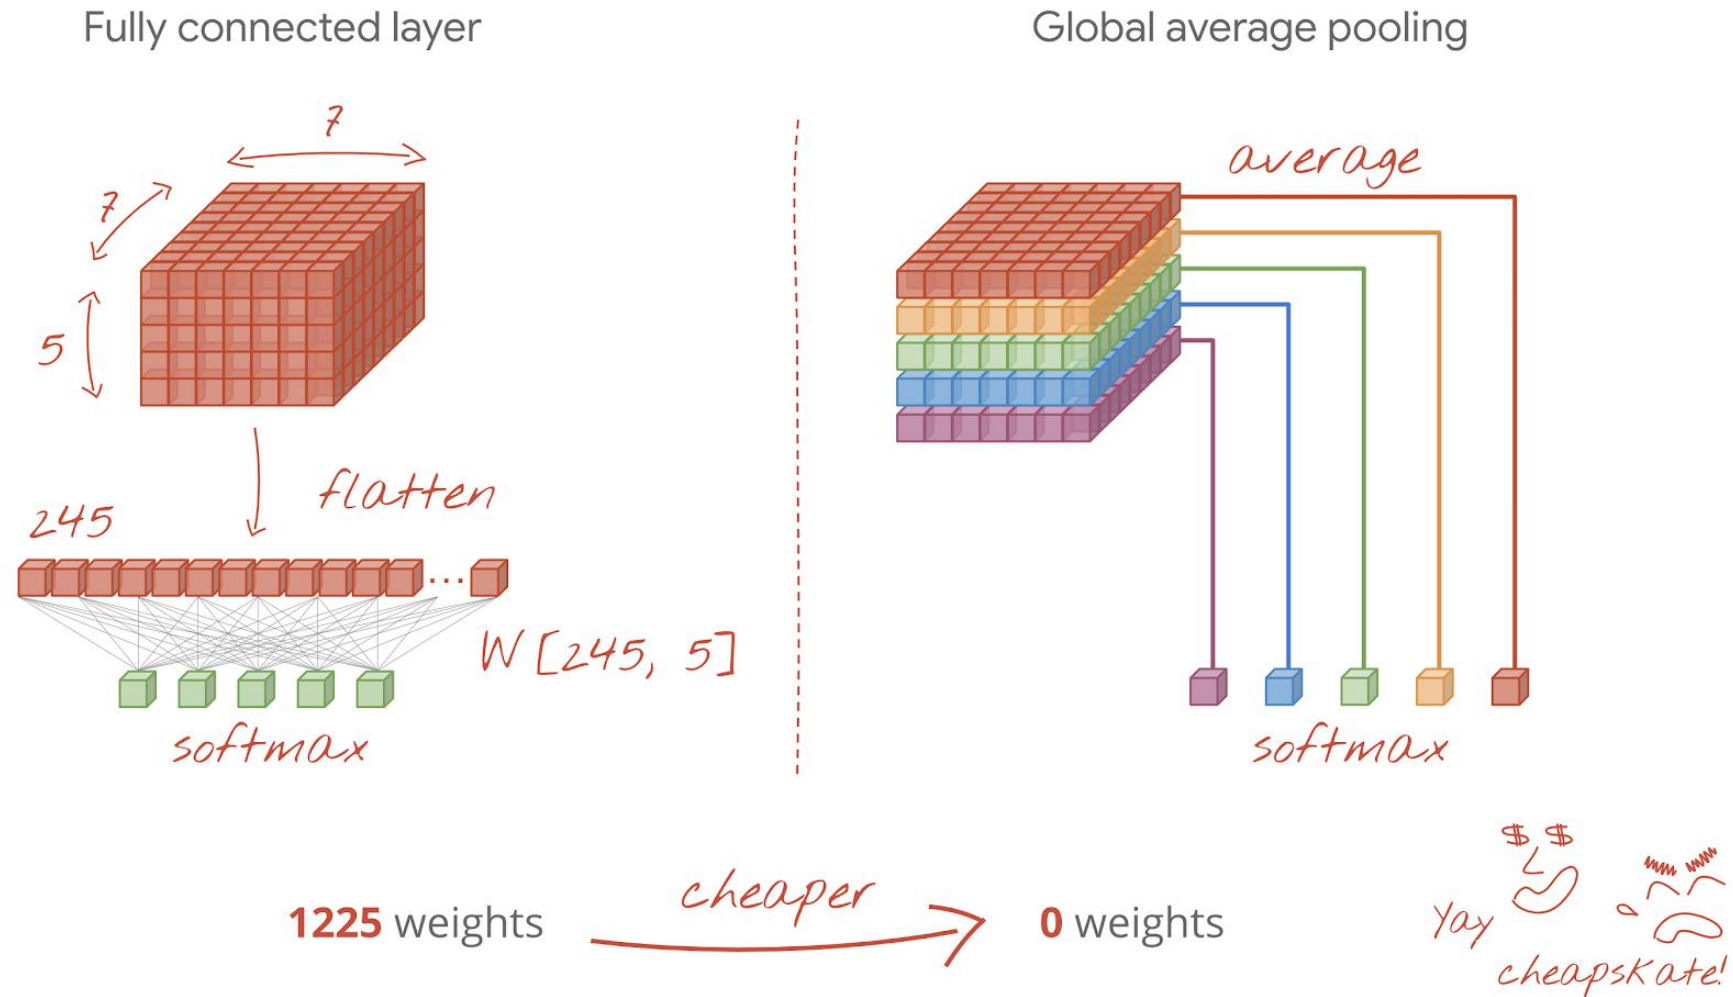 Fully connected layer
7
7
5
flatten
245
...
W [245, 5]
softmax
Global average pooling
average
softmax
1225 weights
cheaper
0 weights
$ $
Yay
cheapskate!